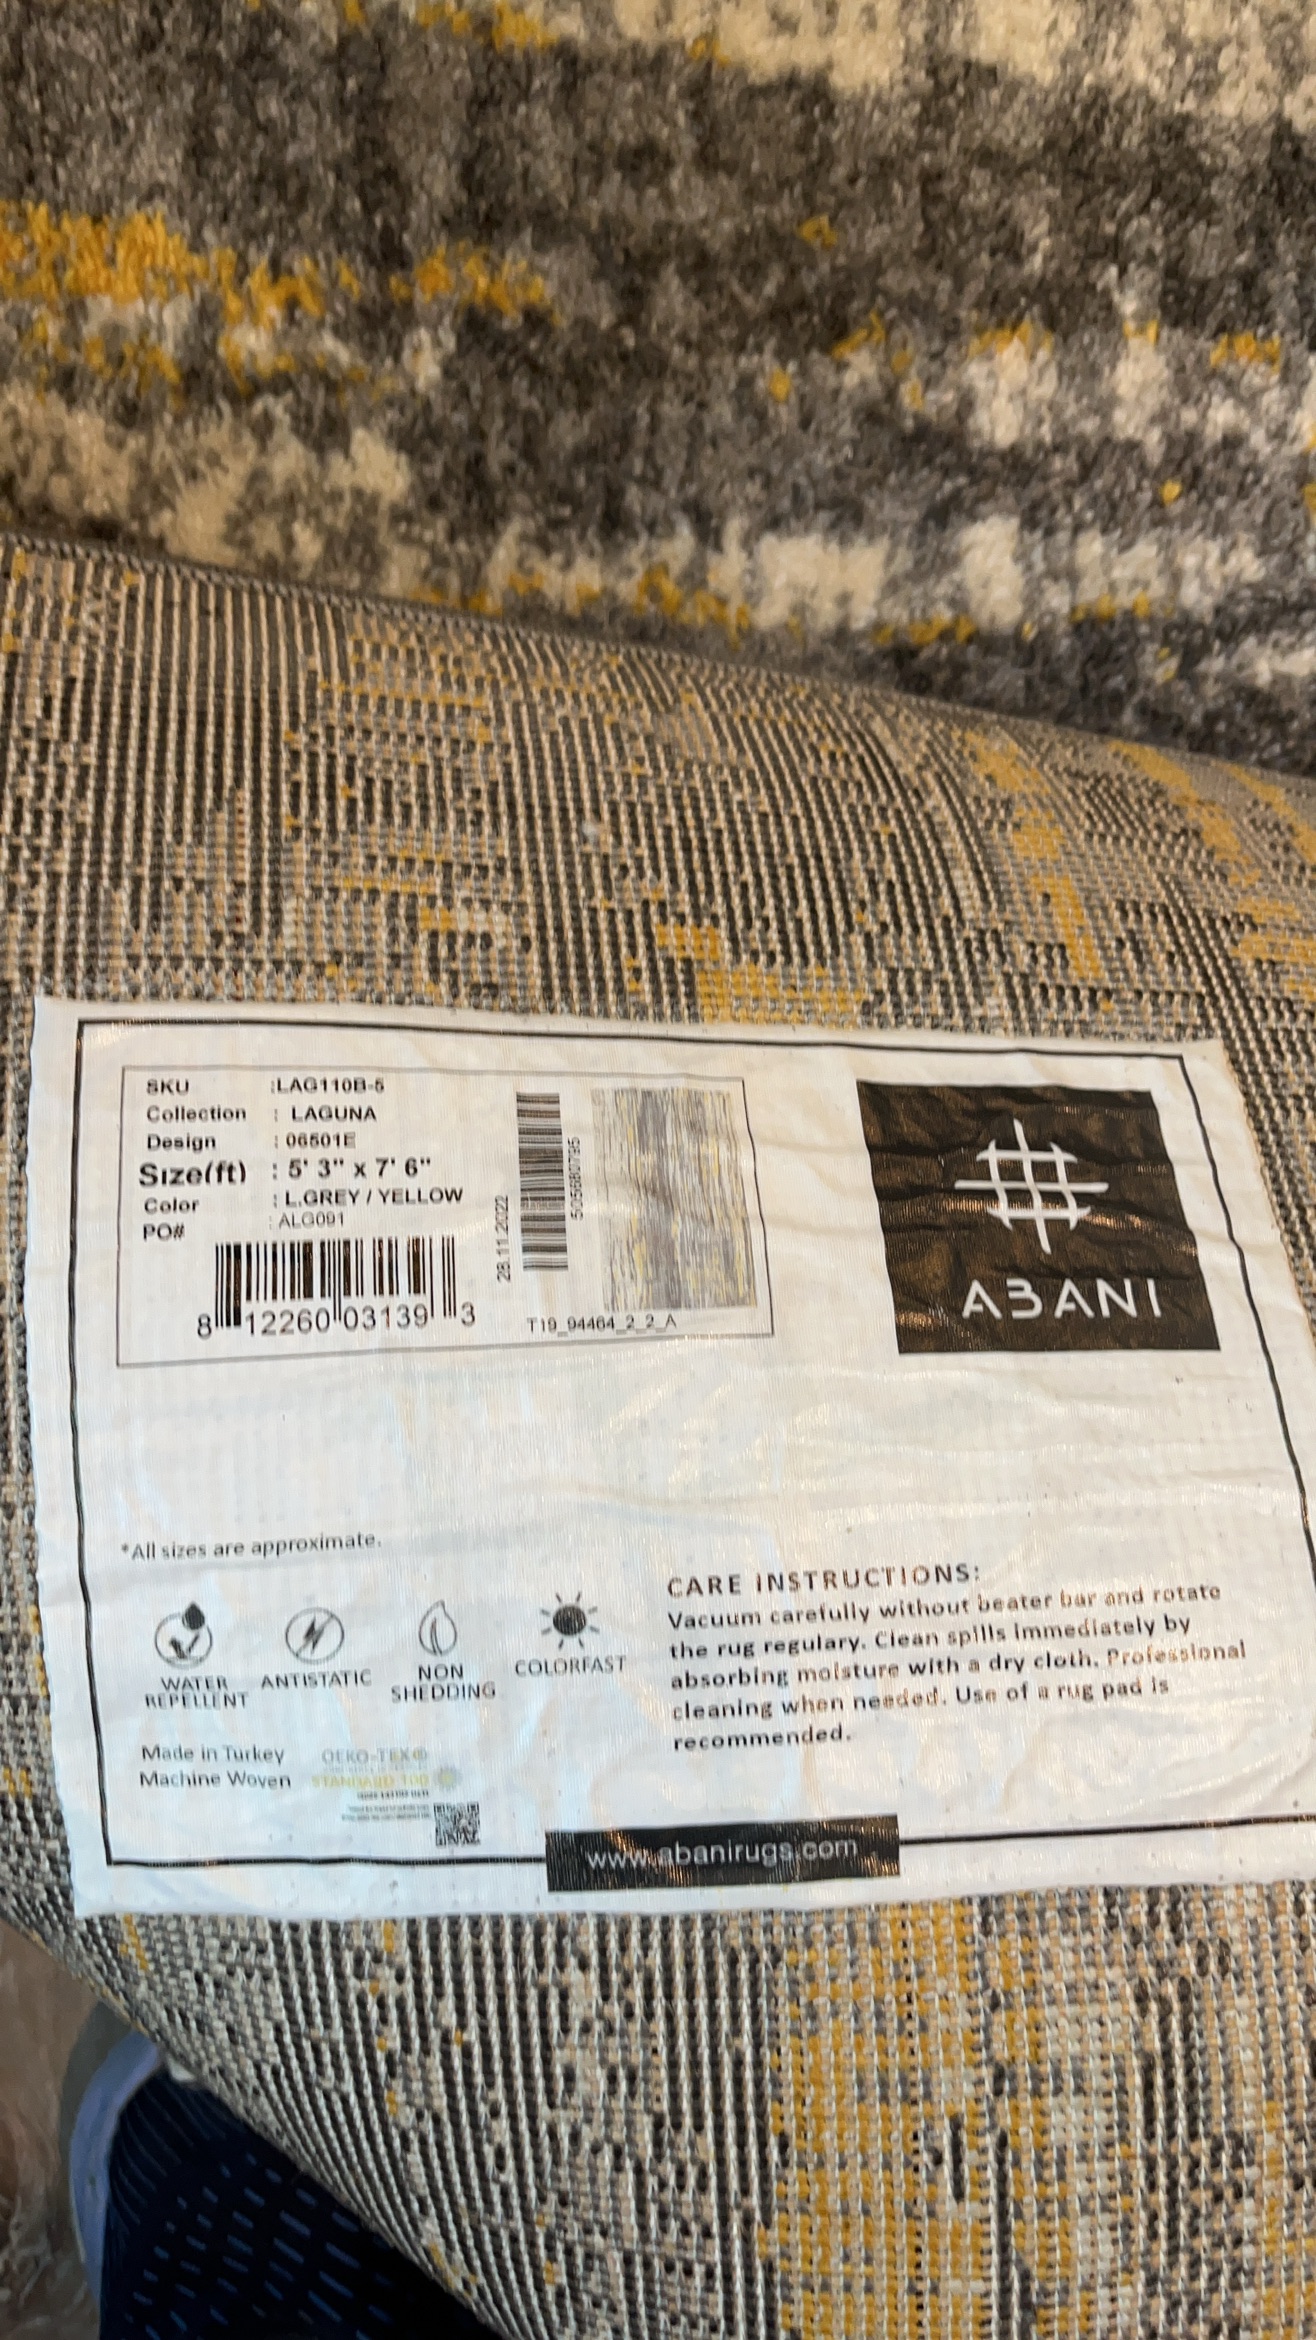 SKU :LAG110B-5
Collection : LAGUNA
Design : 06501E
Size(ft) : 5' 3" x 7' 6"
Color : L.GREY / YELLOW
PO# : ALG091
8 12260 03139 3
28.11.2022
5056807795
T19_94464_2_2_A
ABANI
*All sizes are approximate.
WATER REPELLENT
ANTISTATIC
NON SHEDDING
COLORFAST
CARE INSTRUCTIONS:
Vacuum carefully without beater bar and rotate
the rug regulary. Clean spills immediately by
absorbing moisture with a dry cloth. Professional
cleaning when needed. Use of a rug pad is
recommended.
Made in Turkey
Machine Woven
OEKO-TEX®
STANDARD 100
www.abanirugs.com